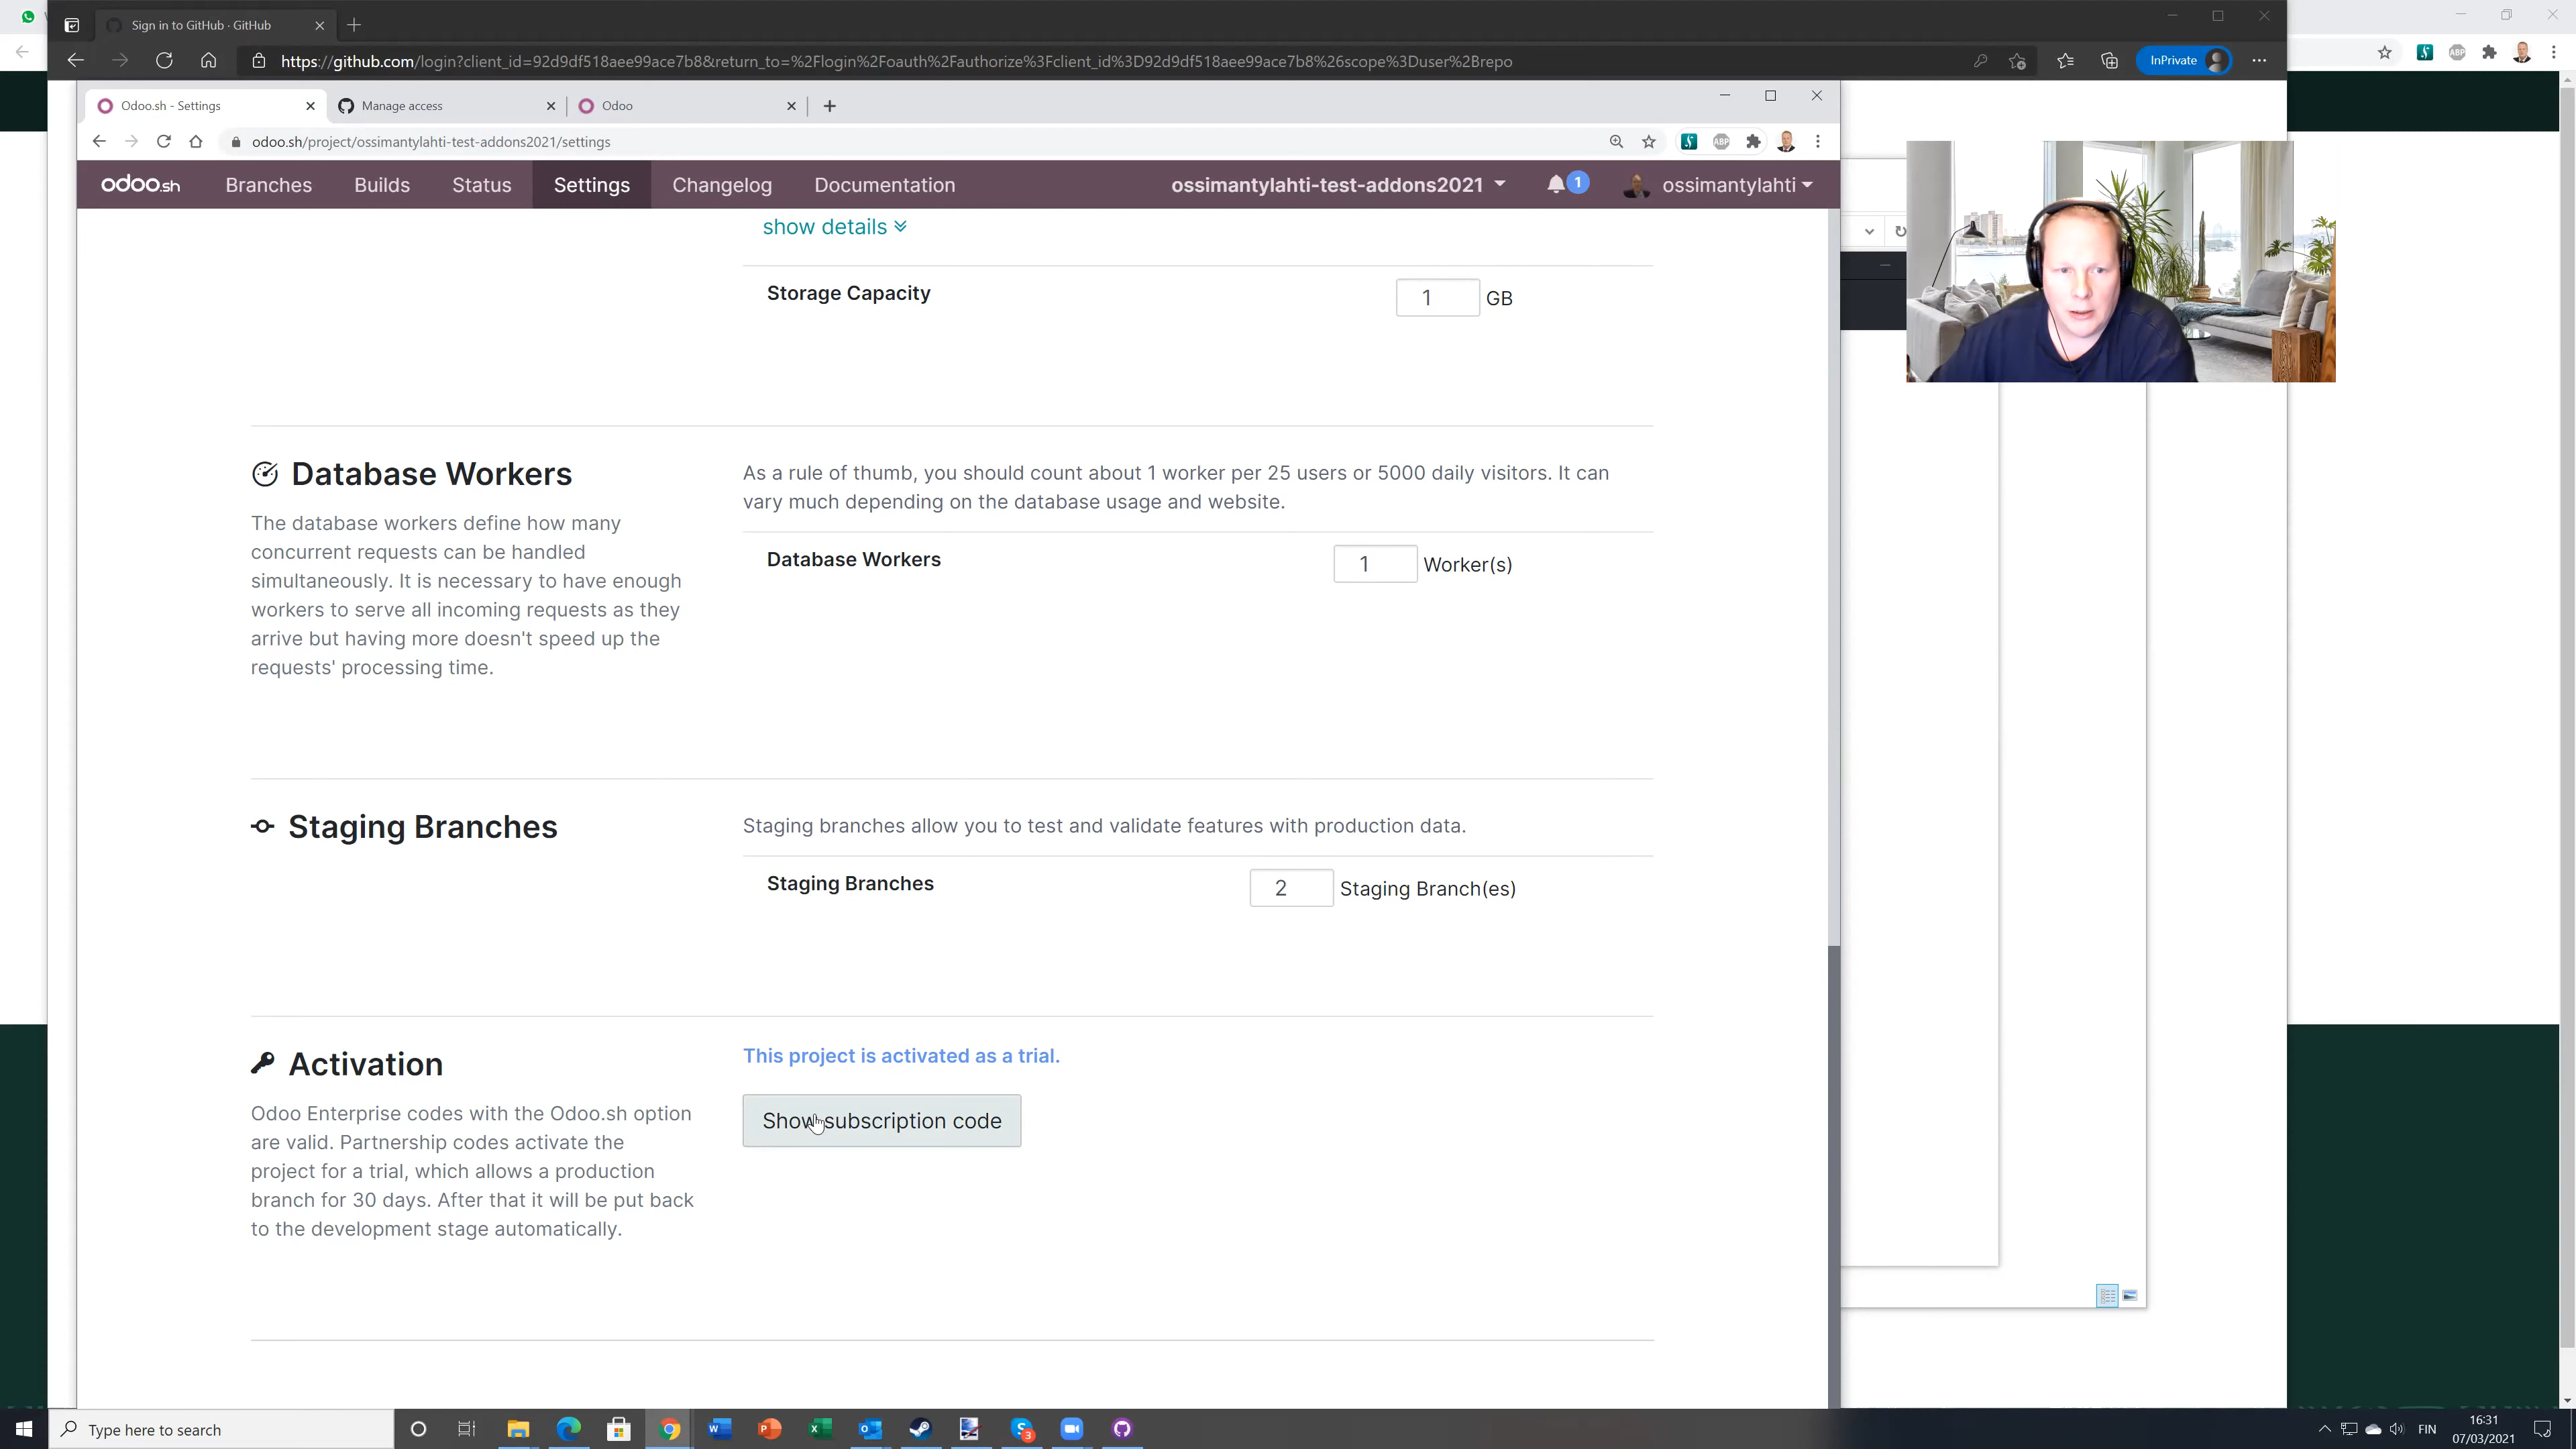 Sign in to GitHub · GitHub
https://github.com/login?client_id=92d9df518aee99ace7b8&return_to=%2Flogin%2Foauth%2Fauthorize%3Fclient_id%3D92d9df518aee99ace7b8%26scope%3Duser%2Brepo
InPrivate
Odoo.sh - Settings
Manage access
Odoo
odoo.sh/project/ossimantylahti-test-addons2021/settings
ABP
ABP
odoo.sh
Branches
Builds
Status
Settings
Changelog
Documentation
ossimantylahti-test-addons2021
1
ossimantylahti
show details
Storage Capacity
1
GB
Database Workers
The database workers define how many
concurrent requests can be handled
simultaneously. It is necessary to have enough
workers to serve all incoming requests as they
arrive but having more doesn't speed up the
requests' processing time.
As a rule of thumb, you should count about 1 worker per 25 users or 5000 daily visitors. It can
vary much depending on the database usage and website.
Database Workers
1
Worker(s)
Staging Branches
Staging branches allow you to test and validate features with production data.
Staging Branches
2
Staging Branch(es)
Activation
Odoo Enterprise codes with the Odoo.sh option
are valid. Partnership codes activate the
project for a trial, which allows a production
branch for 30 days. After that it will be put back
to the development stage automatically.
This project is activated as a trial.
Show subscription code
Type here to search
3
FIN
16:31
07/03/2021